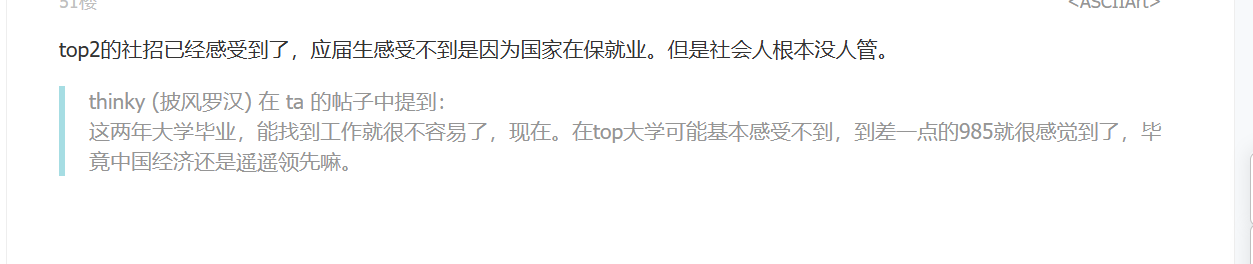 51楼
<ASCIIArt>
top2的社招已经感受到了，应届生感受不到是因为国家在保就业。但是社会人根本没人管。
thinky (披风罗汉) 在 ta 的帖子中提到：
这两年大学毕业，能找到工作就很不容易了，现在。在top大学可能基本感受不到，到差一点的985就很感觉到了，毕
竟中国经济还是遥遥领先嘛。